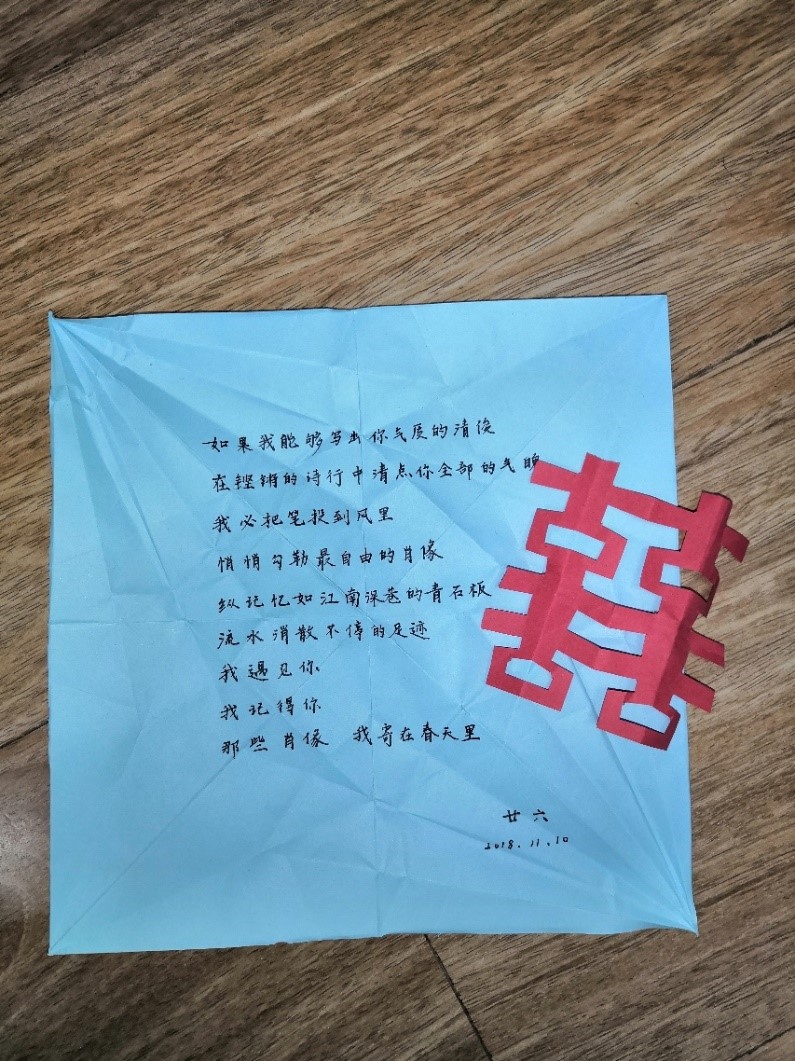 如果我能够写出你气质的清俊
在铿锵的诗行中清点你全部的气魄
我必把笔投到风里
悄悄勾勒最自由的肖像
纵记忆如江南深巷的青石板
流水消散不停的足迹
我遇见你
我记得你
那些肖像 我寄在春天里
廿六
2018.11.10
囍